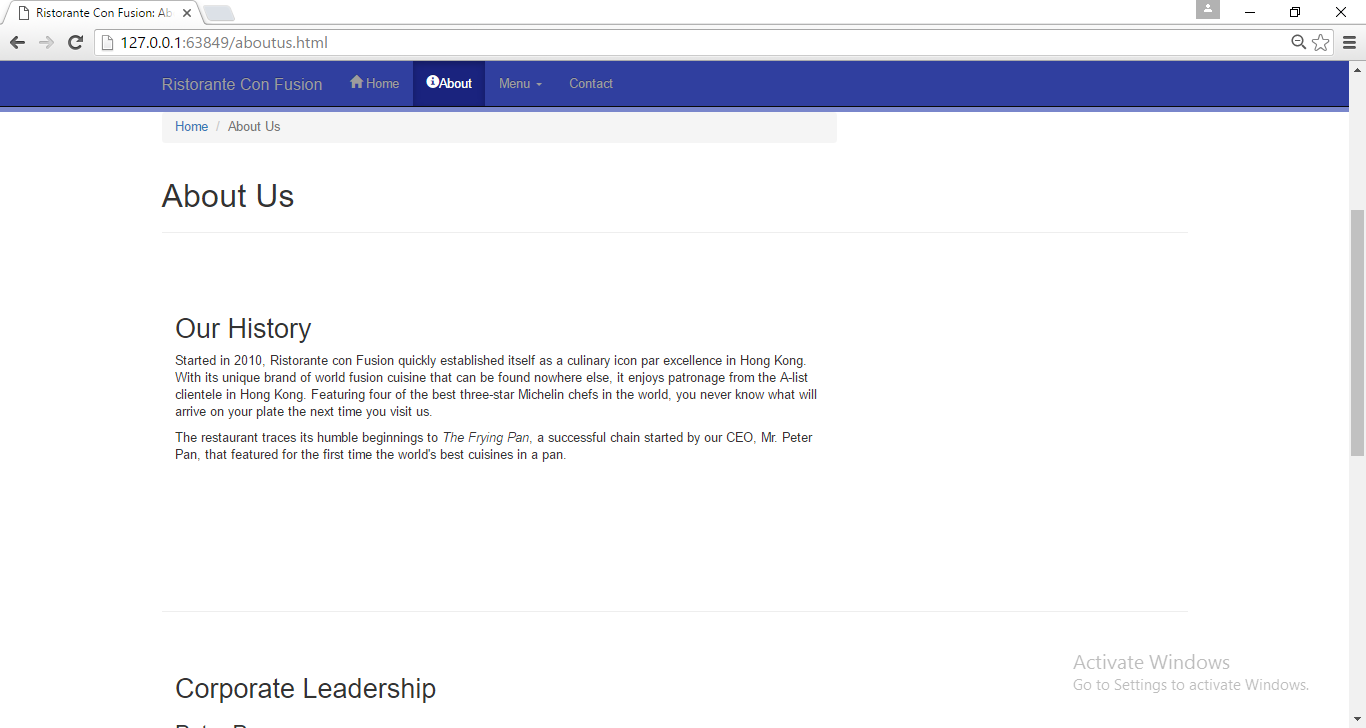 Ristorante Con Fusion: Ab
127.0.0.1:63849/aboutus.html
Ristorante Con Fusion Home About Menu Contact
Home / About Us
About Us
Our History
Started in 2010, Ristorante con Fusion quickly established itself as a culinary icon par excellence in Hong Kong.
With its unique brand of world fusion cuisine that can be found nowhere else, it enjoys patronage from the A-list
clientele in Hong Kong. Featuring four of the best three-star Michelin chefs in the world, you never know what will
arrive on your plate the next time you visit us.
The restaurant traces its humble beginnings to The Frying Pan, a successful chain started by our CEO, Mr. Peter
Pan, that featured for the first time the world's best cuisines in a pan.
Activate Windows
Go to Settings to activate Windows.
Corporate Leadership